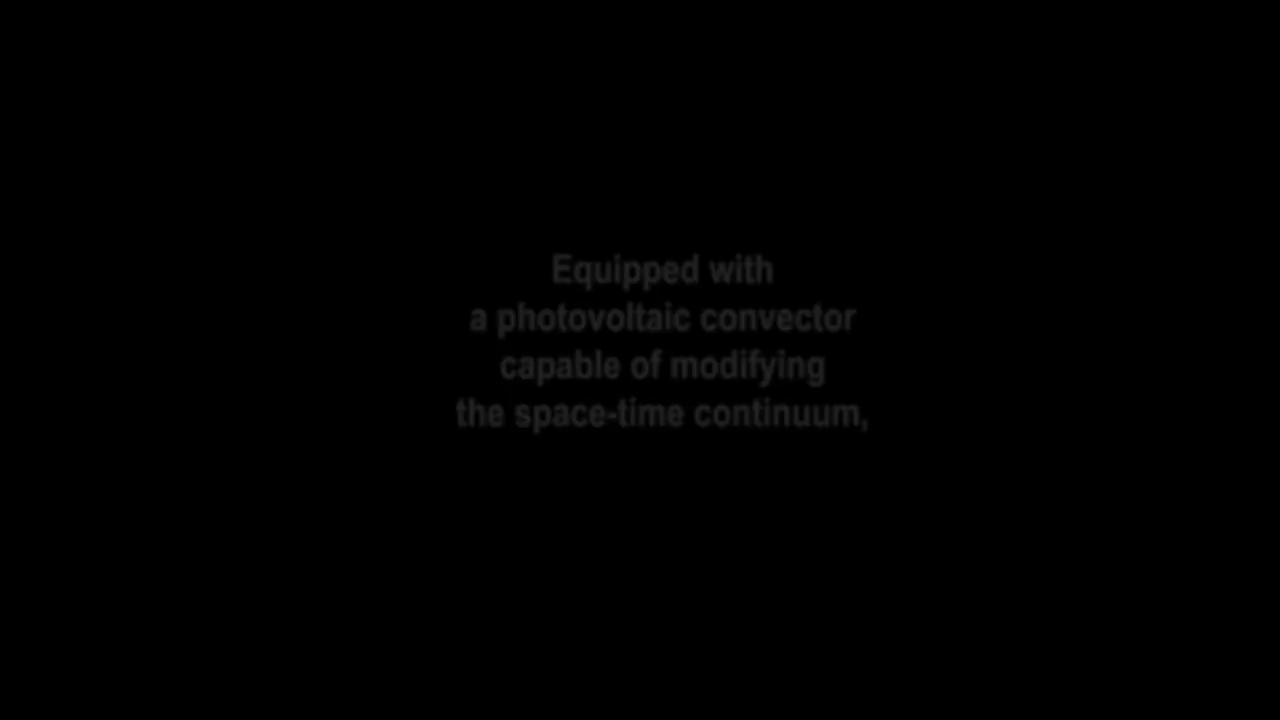 Equipped with
a photovoltaic convector
capable of modifying
the space-time continuum,